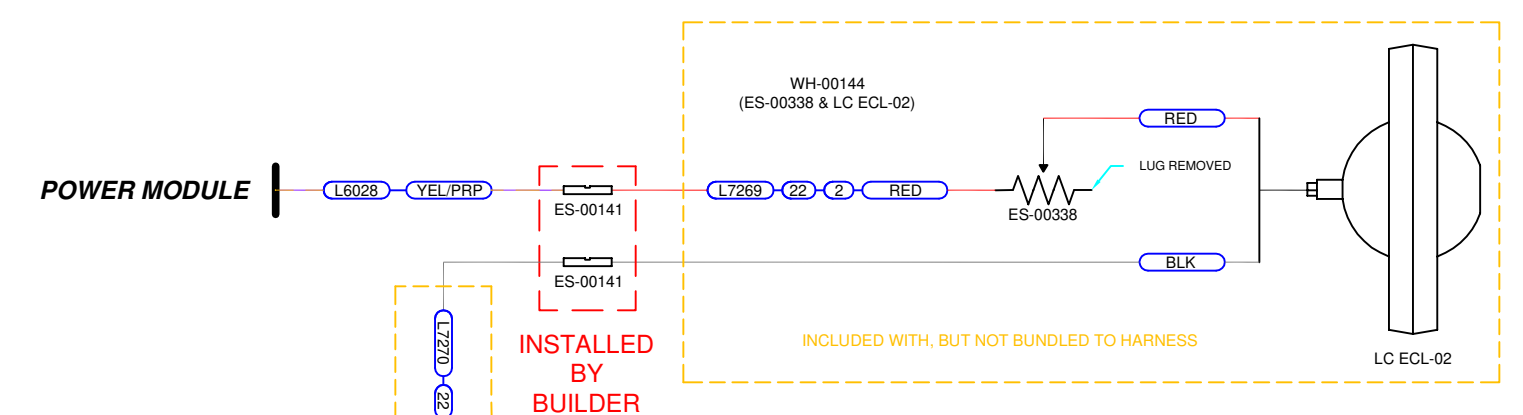 WH-00144
(ES-00338 & LC ECL-02)
RED
LUG REMOVED
POWER MODULE
L6028
YEL/PRP
ES-00141
L7269
22
2
RED
ES-00338
BLK
ES-00141
L7270
22
INSTALLED
BY
BUILDER
INCLUDED WITH, BUT NOT BUNDLED TO HARNESS
LC ECL-02